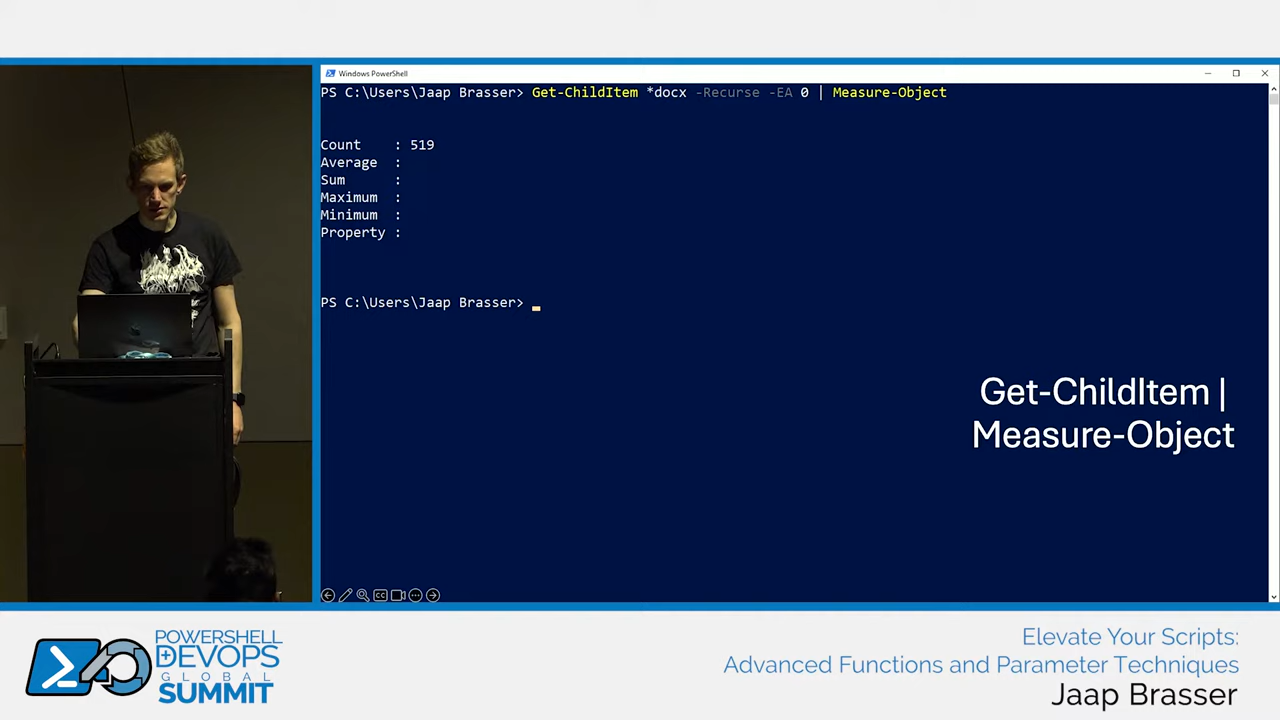 Windows PowerShell
PS C:\Users\Jaap Brasser> Get-ChildItem *docx -Recurse -EA 0 | Measure-Object
Count    : 519
Average  :
Sum      :
Maximum  :
Minimum  :
Property :
PS C:\Users\Jaap Brasser>
Get-ChildItem |
Measure-Object
CC
POWERSHELL
+DEVOPS
GLOBAL
SUMMIT
Elevate Your Scripts:
Advanced Functions and Parameter Techniques
Jaap Brasser